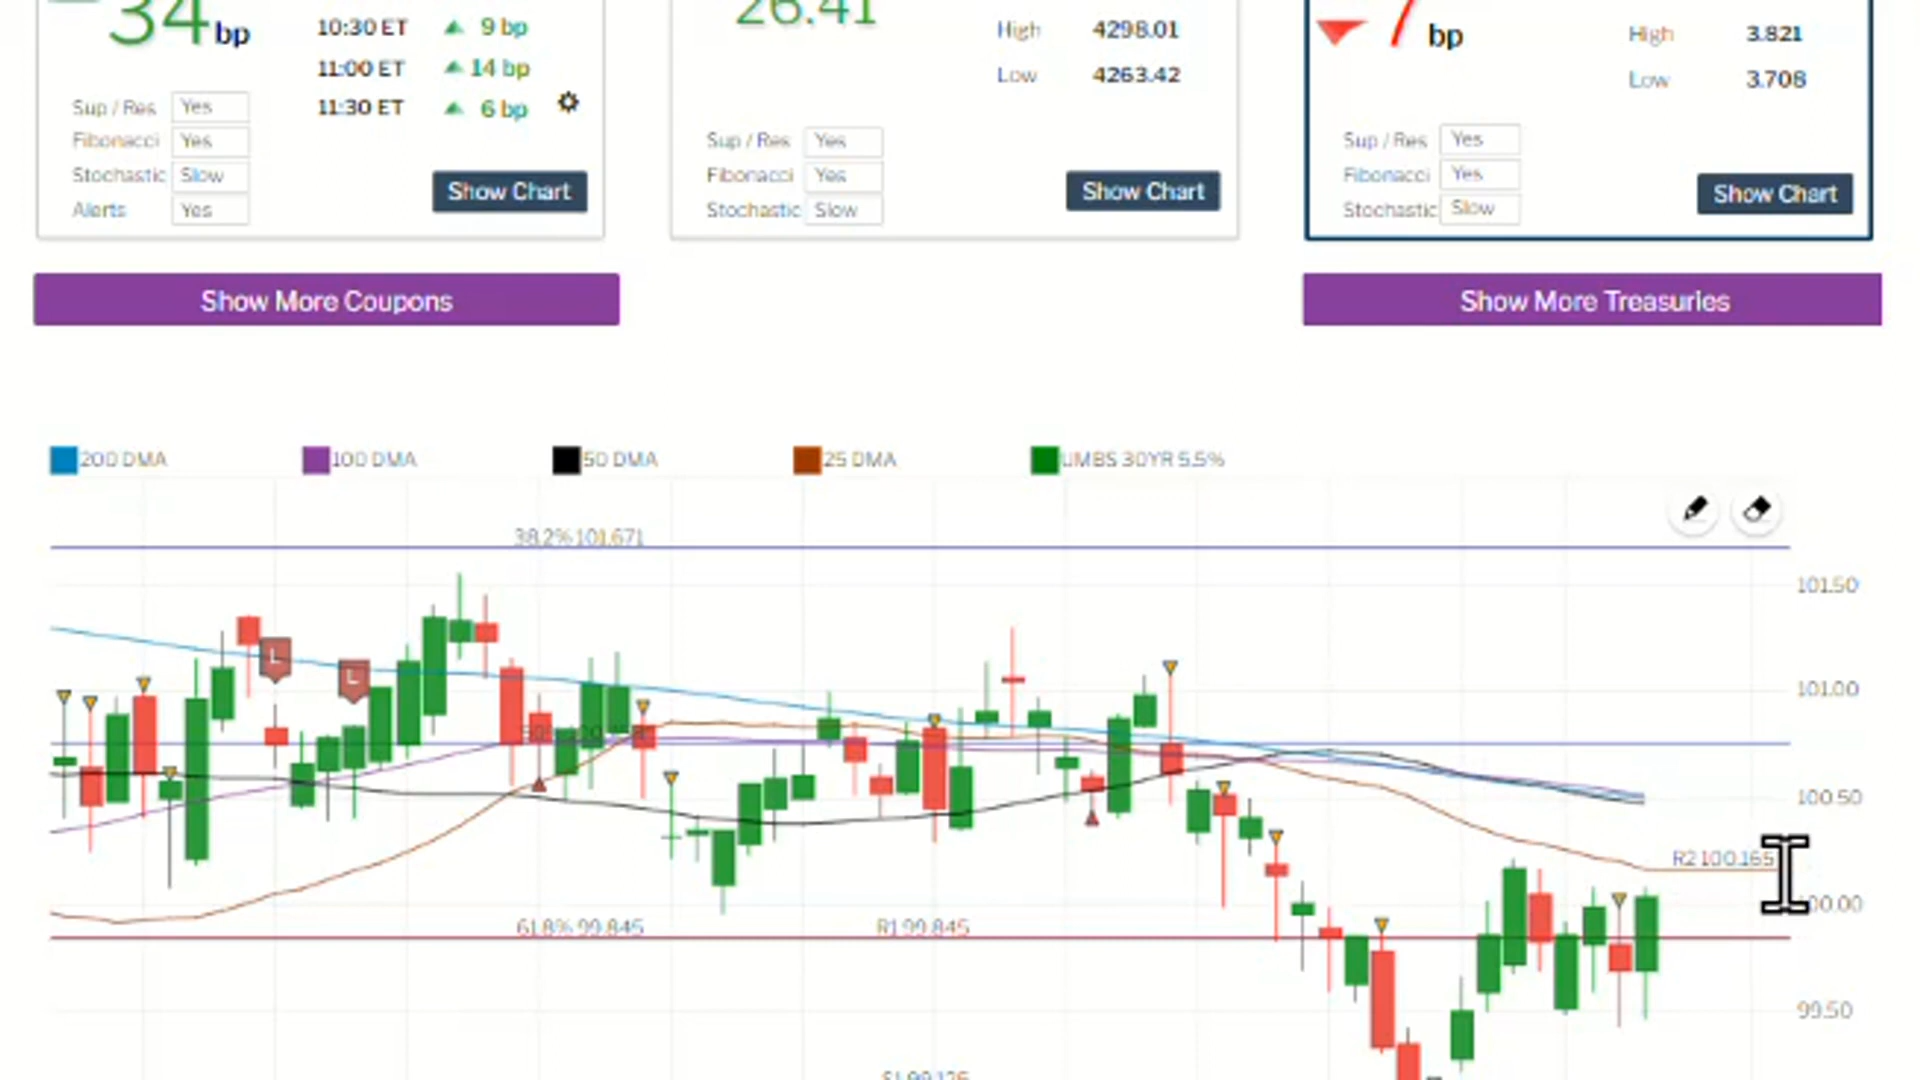 34 bp
10:30 ET 9 bp
11:00 ET 14 bp
11:30 ET 6 bp
Sup / Res Yes
Fibonacci Yes
Stochastic Slow
Alerts Yes
Show Chart
26.41
High 4298.01
Low 4263.42
Sup / Res Yes
Fibonacci Yes
Stochastic Slow
Show Chart
7 bp
High 3.821
Low 3.708
Sup / Res Yes
Fibonacci Yes
Stochastic Slow
Show Chart
Show More Coupons
Show More Treasuries
200 DMA 100 DMA 50 DMA 25 DMA UMBS 30YR 5.5%
38.2% 101.671
101.50
L
L
101.00
100.50
R2 100.165
00.00
61.8% 99.845
R1 99.845
99.50